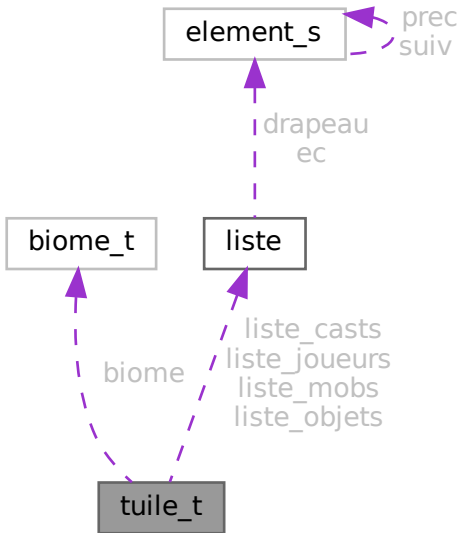 element_s
prec
suiv
drapeau
ec
biome_t
liste
biome
liste_casts
liste_joueurs
liste_mobs
liste_objets
tuile_t